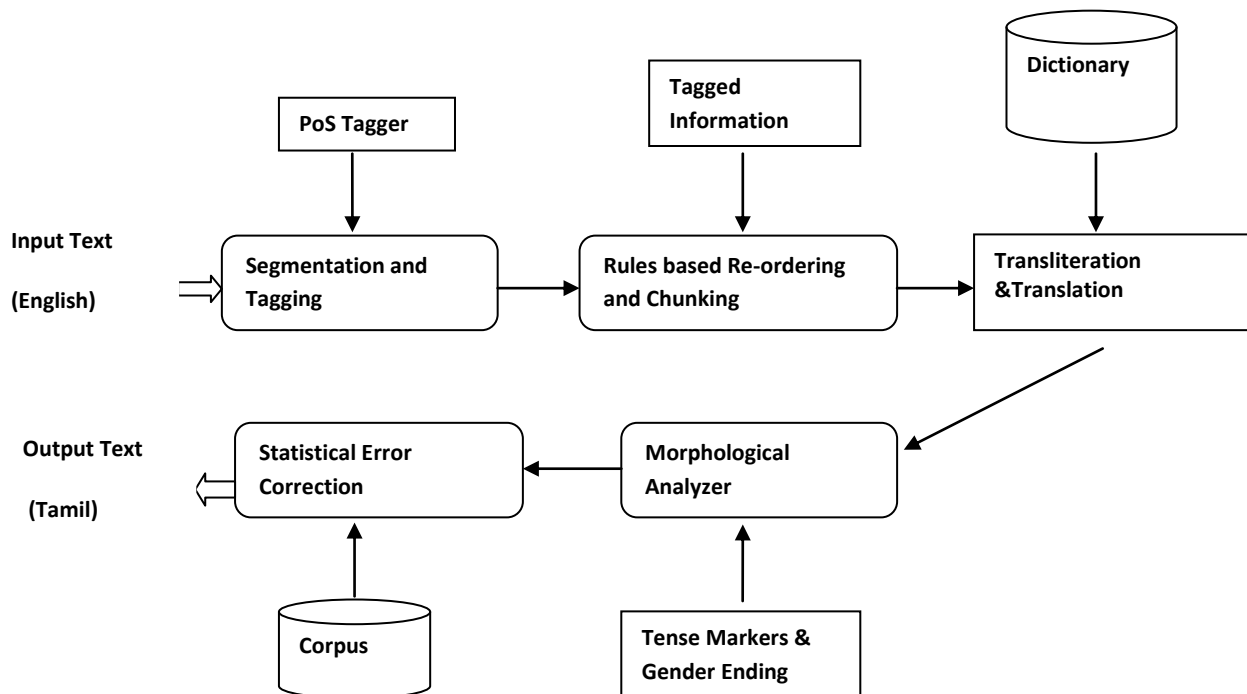 Dictionary
Tagged
Information
PoS Tagger
Input Text
(English)
Segmentation and
Tagging
Rules based Re-ordering
and Chunking
Transliteration
&Translation
Output Text
(Tamil)
Statistical Error
Correction
Morphological
Analyzer
Corpus
Tense Markers &
Gender Ending